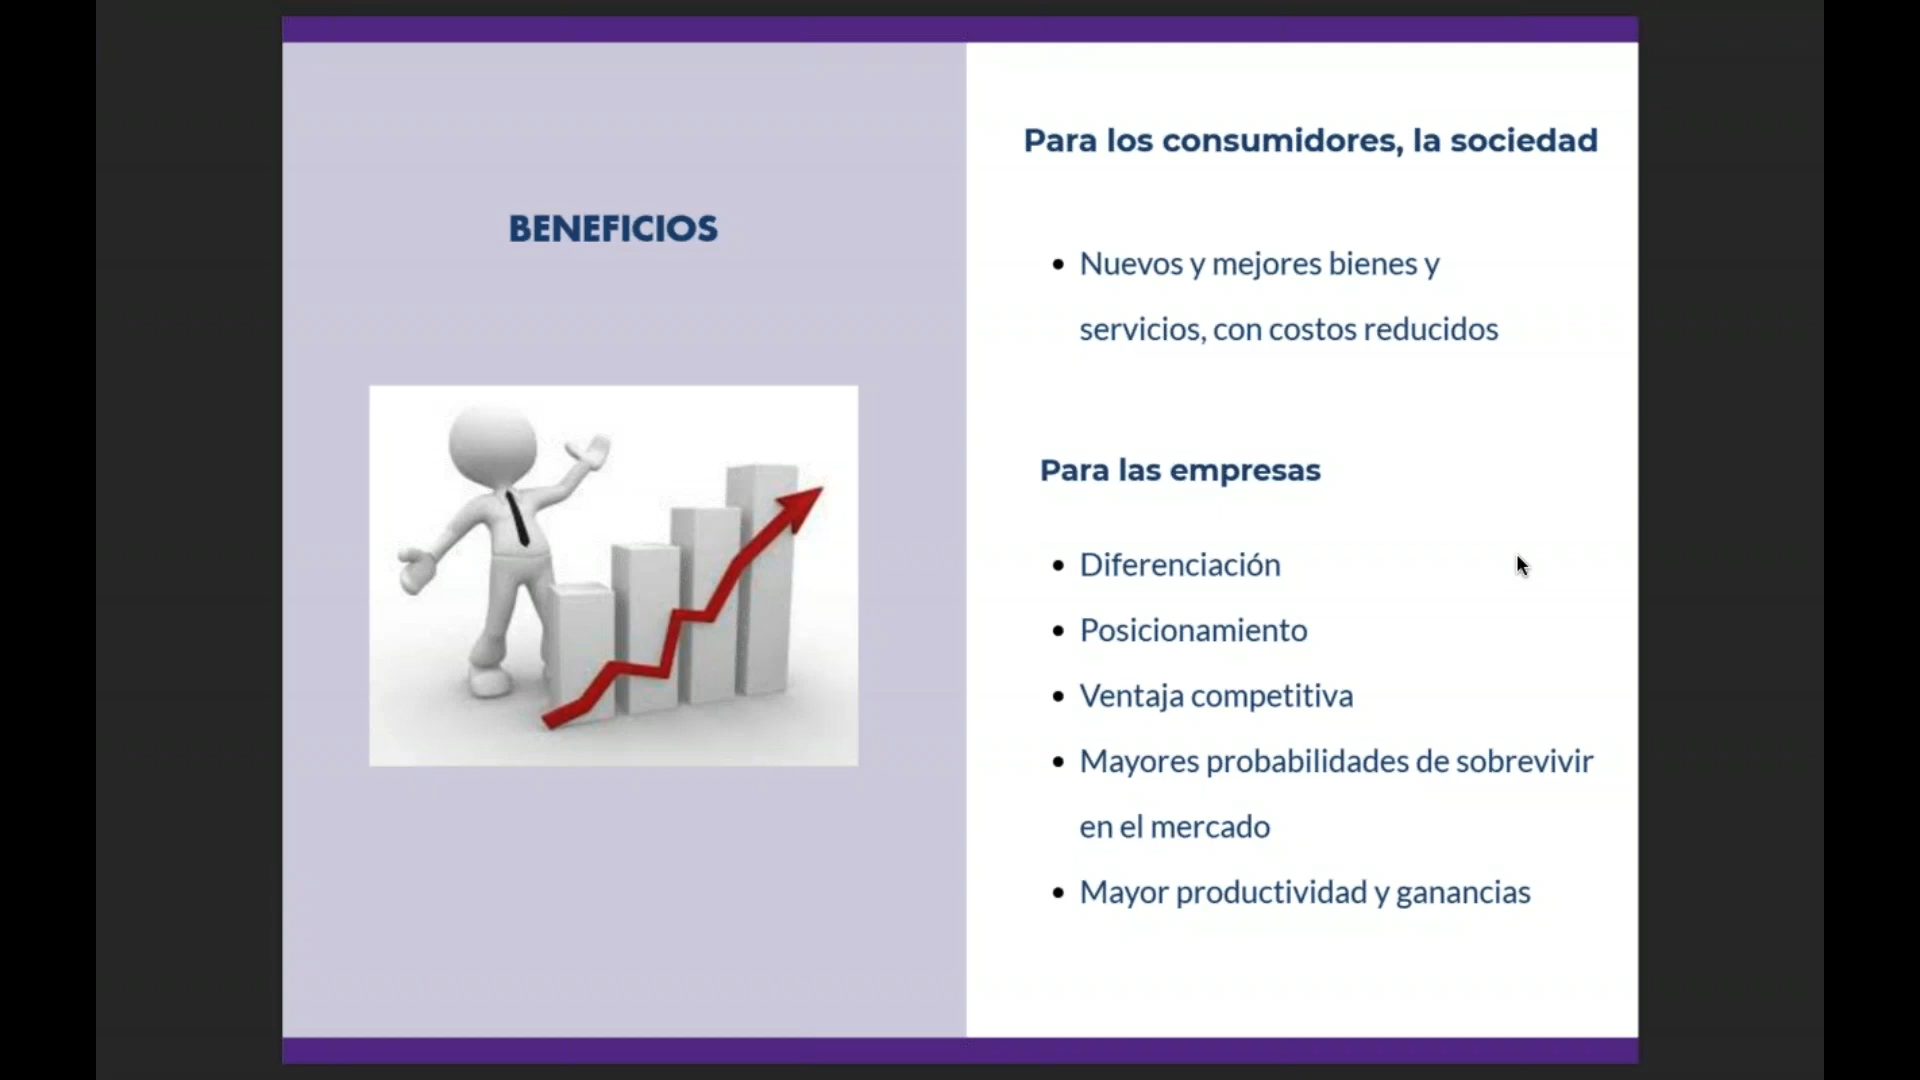 BENEFICIOS
Para los consumidores, la sociedad
Nuevos y mejores bienes y
servicios, con costos reducidos
Para las empresas
Diferenciación
Posicionamiento
Ventaja competitiva
Mayores probabilidades de sobrevivir
en el mercado
Mayor productividad y ganancias